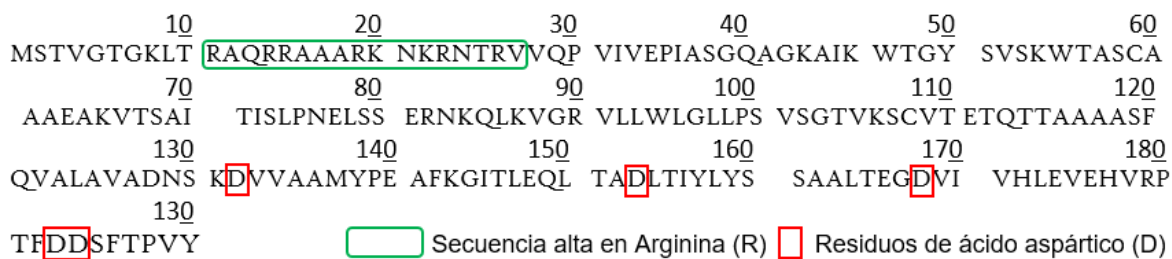 10 20 30 40 50 60
MSTVGTGKLT RAQRRAAARK NKRNTRVVQP VIVEPIASGQAGKAIK WTGY SVSKWTASCA
70 80 90 100 110 120
AAEAKVTSAI TISLPNELSS ERNKQLKVGR VLLWLGLLPS VSGTVKSCVT ETQTTAAAASF
130 140 150 160 170 180
QVALAVADNS KDVVAAMYPE AFKGITLEQL TADLTIYLYS SAALTEGDVI VHLEVEHVRP
130
TFDDSFTPVY Secuencia alta en Arginina (R) Residuos de ácido aspártico (D)